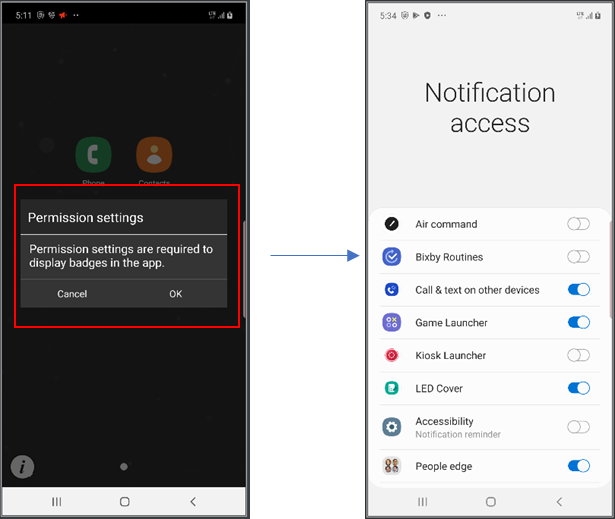 5:11
Phone
Contacts
Permission settings
Permission settings are required to
display badges in the app.
Cancel
OK
5:34
Notification
access
Air command
Bixby Routines
Call & text on other devices
Game Launcher
Kiosk Launcher
LED Cover
Accessibility
Notification reminder
People edge